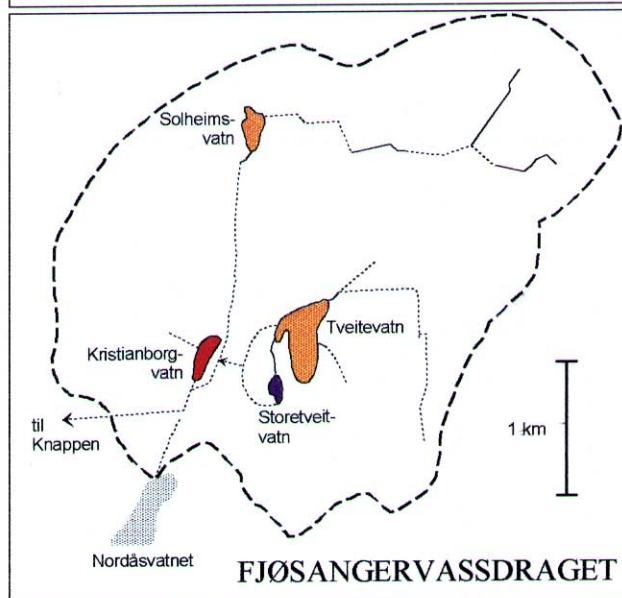 Solheims-
vatn
Tveitevatn
Kristianborg-
vatn
Storetveit-
vatn
til
Knappen
1 km
Nordåsvatnet
FJØSANGERVASSDRAGET